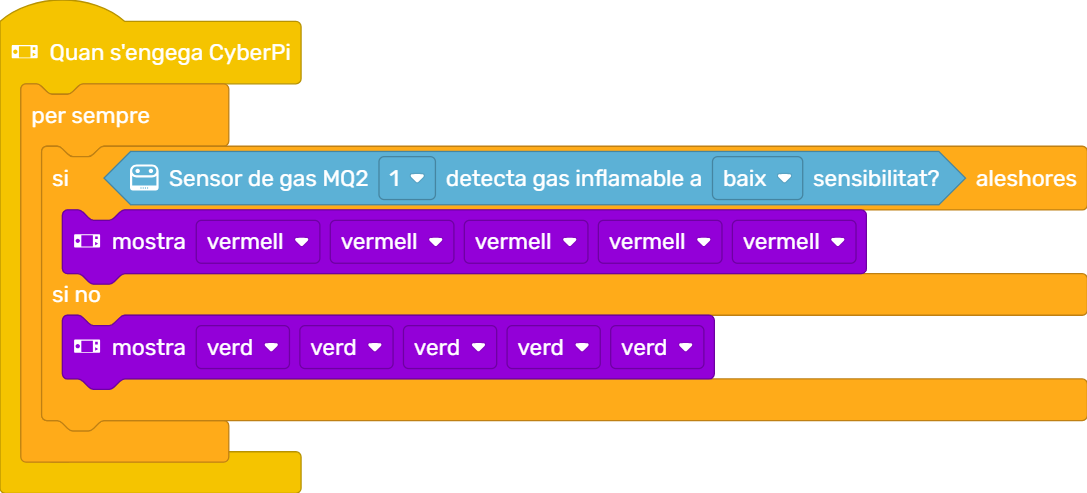 Quan s'engega CyberPi
per sempre
si Sensor de gas MQ2 1 detecta gas inflamable a baix sensibilitat? aleshores
mostra vermell vermell vermell vermell vermell
si no
mostra verd verd verd verd verd